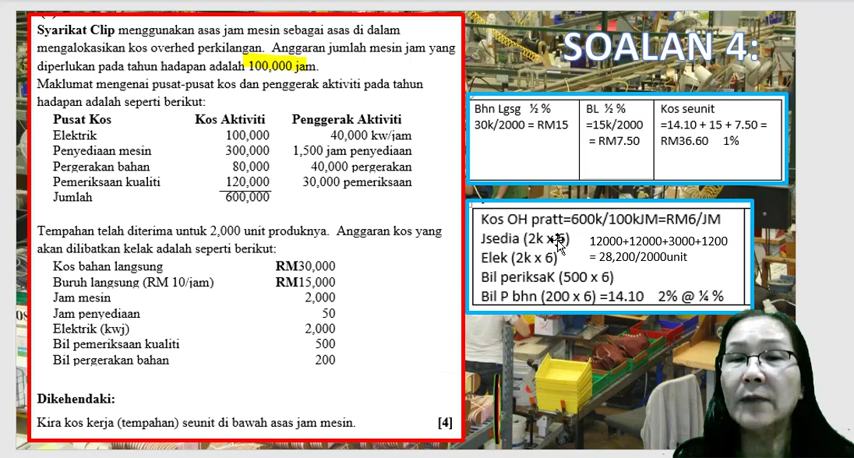 Syarikat Clip menggunakan asas jam mesin sebagai asas di dalam
mengalokasikan kos overhed perkilangan. Anggaran jumlah mesin jam yang
diperlukan pada tahun hadapan adalah 100,000 jam.
Maklumat mengenai pusat-pusat kos dan penggerak aktiviti pada tahun
hadapan adalah seperti berikut:
Pusat Kos Kos Aktiviti Penggerak Aktiviti
Elektrik 100,000 40,000 kw/jam
Penyediaan mesin 300,000 1,500 jam penyediaan
Pergerakan bahan 80,000 40,000 pergerakan
Pemeriksaan kualiti 120,000 30,000 pemeriksaan
Jumlah 600,000
Tempahan telah diterima untuk 2,000 unit produknya. Anggaran kos yang
akan dilibatkan kelak adalah seperti berikut:
Kos bahan langsung RM30,000
Buruh langsung (RM 10/jam) RM15,000
Jam mesin 2,000
Jam penyediaan 50
Elektrik (kwj) 2,000
Bil pemeriksaan kualiti 500
Bil pergerakan bahan 200
Dikehendaki:
Kira kos kerja (tempahan) seunit di bawah asas jam mesin. [4]
SOALAN 4:
Bhn Lgsg ½ %
30k/2000 = RM15
BL ½ %
=15k/2000
= RM7.50
Kos seunit
=14.10 + 15 + 7.50 =
RM36.60 1%
Kos OH pratt=600k/100kJM=RM6/JM
Jsedia (2k x 6)
Elek (2k x 6)
Bil periksaK (500 x 6)
Bil P bhn (200 x 6) =14.10 2% @ ¼ %
12000+12000+3000+1200
= 28,200/2000unit